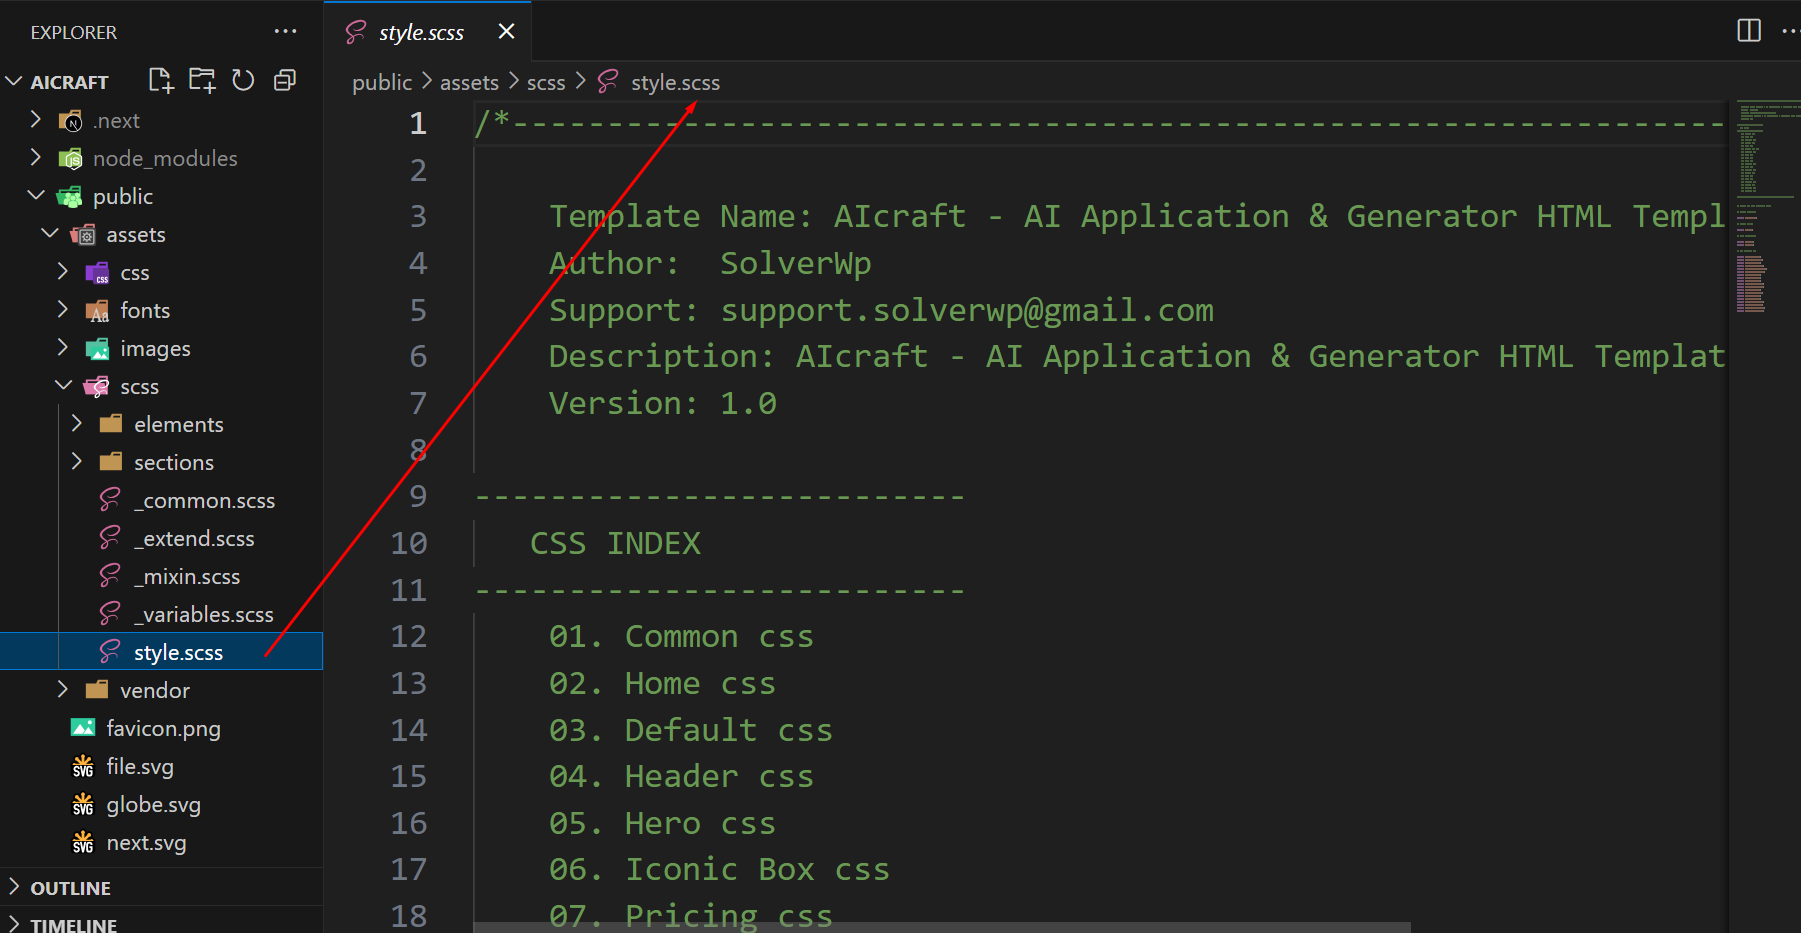 EXPLORER
AICRAFT
.next
node_modules
public
assets
css
fonts
images
scss
elements
sections
_common.scss
_extend.scss
_mixin.scss
_variables.scss
style.scss
vendor
favicon.png
SVG file.svg
SVG globe.svg
SVG next.svg
OUTLINE
TIMELINE
style.scss
public > assets > scss > style.scss
1 /*----------------------------------------------------------------
2
3 Template Name: AIcraft - AI Application & Generator HTML Templ
4 Author:  SolverWp
5 Support: support.solverwp@gmail.com
6 Description: AIcraft - AI Application & Generator HTML Templat
7 Version: 1.0
8
9 --------------------------
10 CSS INDEX
11 --------------------------
12 01. Common css
13 02. Home css
14 03. Default css
15 04. Header css
16 05. Hero css
17 06. Iconic Box css
18 07. Pricing css